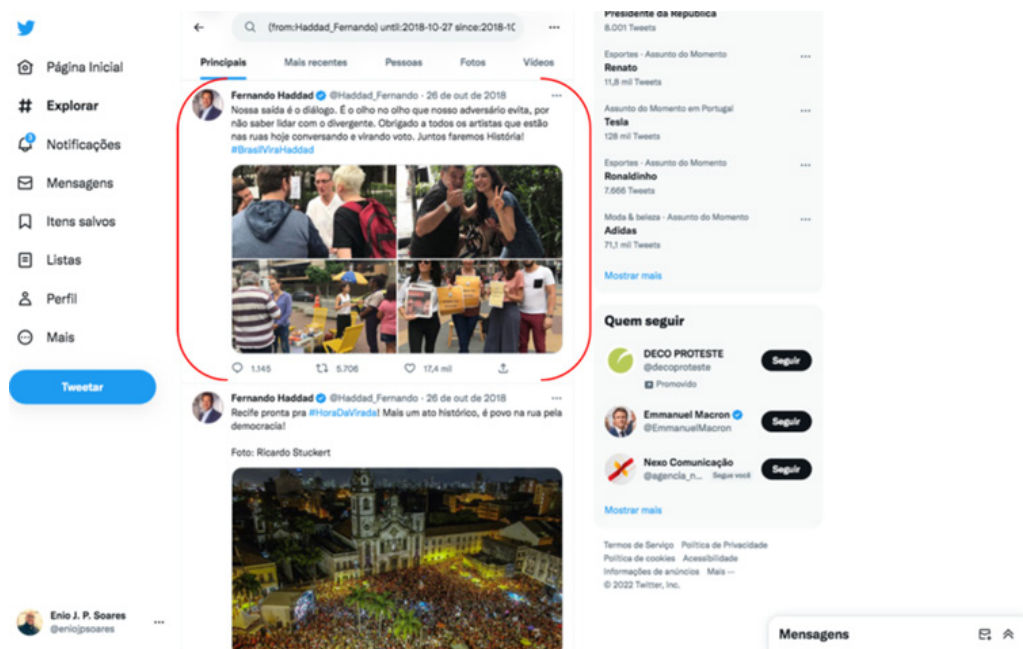 Página Inicial
Explorar
Notificações
Mensagens
Itens salvos
Listas
Perfil
Mais
Tweetar
Enio J. P. Soares
@eniojpsoares
(from:Haddad_Fernando) until:2018-10-27 since:2018-10
Principais Mais recentes Pessoas Fotos Vídeos
Fernando Haddad @Haddad_Fernando · 26 de out de 2018
Nossa saída é o diálogo. É o olho no olho que nosso adversário evita, por
não saber lidar com o divergente. Obrigado a todos os artistas que estão
nas ruas hoje conversando e virando voto. Juntos faremos História!
#BrasilViraHaddad
1.145 5.706 17,4 mil
Fernando Haddad @Haddad_Fernando · 26 de out de 2018
Recife pronta pra #HoraDaVirada! Mais um ato histórico, é povo na rua pela
democracia!
Foto: Ricardo Stuckert
Presidente da República
8.001 Tweets
Esportes · Assunto do Momento
Renato
11,8 mil Tweets
Assunto do Momento em Portugal
Tesla
128 mil Tweets
Esportes · Assunto do Momento
Ronaldinho
7.666 Tweets
Moda & beleza · Assunto do Momento
Adidas
71,1 mil Tweets
Mostrar mais
Quem seguir
DECO PROTESTE
@decoproteste
Promovido
Seguir
Emmanuel Macron
@EmmanuelMacron
Seguir
Nexo Comunicação
@agencia_n... Segue você
Seguir
Mostrar mais
Termos de Serviço Política de Privacidade
Política de cookies Acessibilidade
Informações de anúncios Mais ···
© 2022 Twitter, Inc.
Mensagens